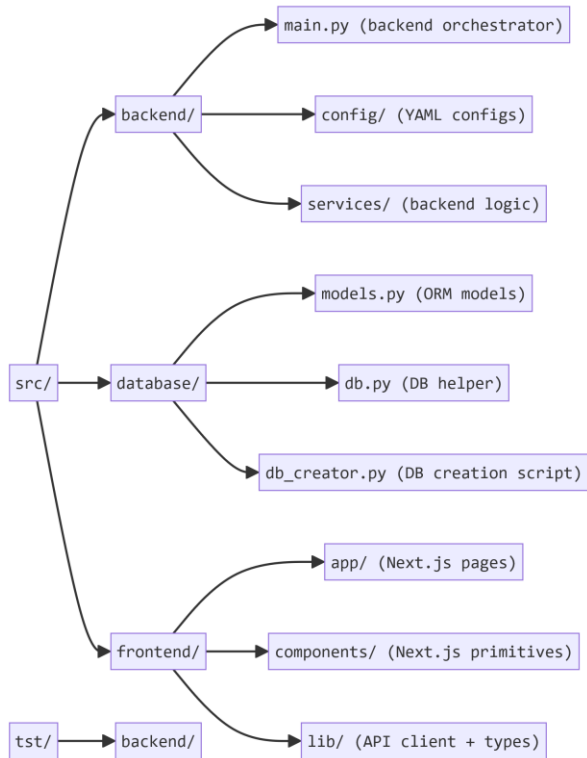 main.py (backend orchestrator)
backend/
config/ (YAML configs)
services/ (backend logic)
models.py (ORM models)
src/
database/
db.py (DB helper)
db_creator.py (DB creation script)
app/ (Next.js pages)
frontend/
components/ (Next.js primitives)
tst/
backend/
lib/ (API client + types)